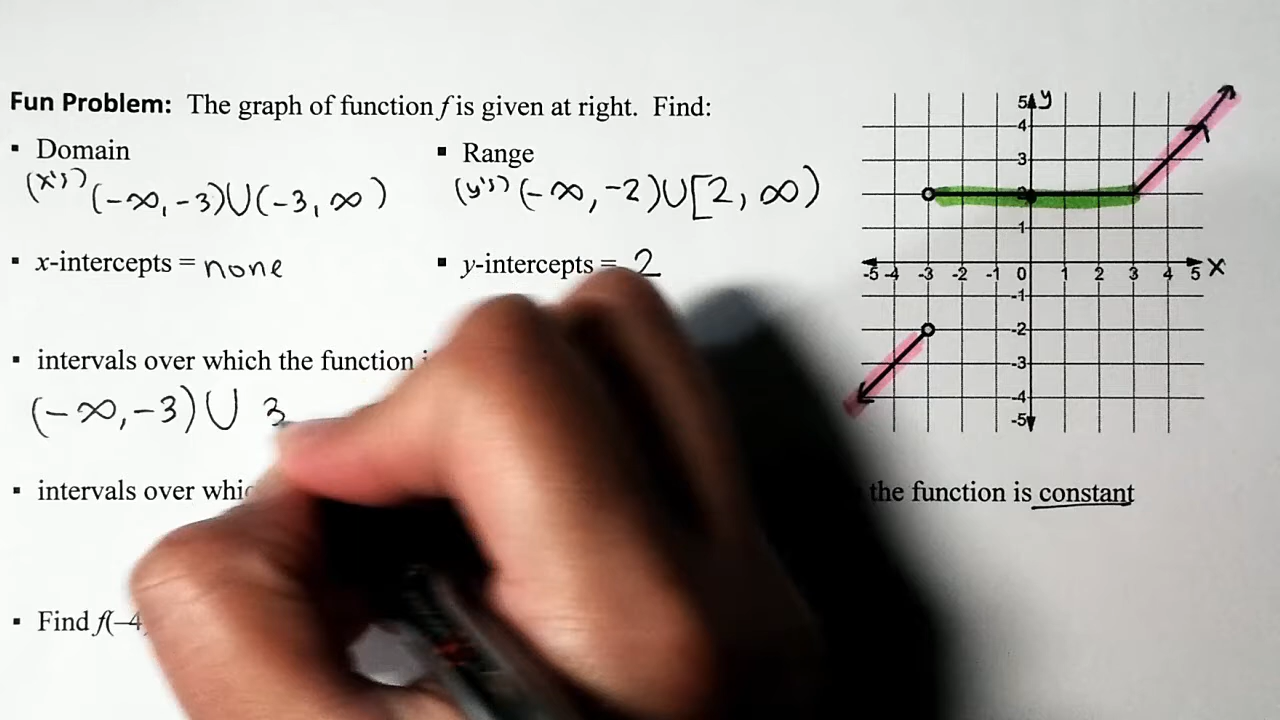 Fun Problem: The graph of function f is given at right. Find:
▪ Domain
(x's) (-∞, -3)∪(-3, ∞)
▪ Range
(y's) (-∞, -2)∪[2, ∞)
▪ x-intercepts = none
▪ y-intercepts = 2
▪ intervals over which the function
(-∞, -3)∪ 3
▪ intervals over
the function is constant
▪ Find f(–4
5 y
4
3
2
1
-5 -4 -3 -2 -1 0 1 2 3 4 5 x
-1
-2
-3
-4
-5